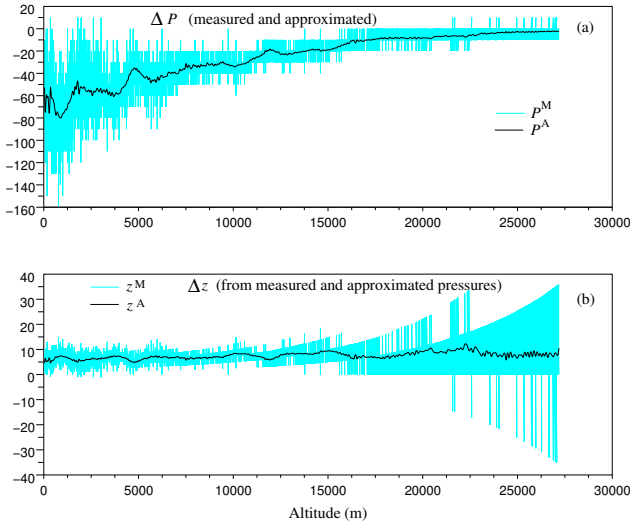 Δ P (measured and approximated)
(a)
20
10
0
−20
−40
−60
−80
−100
−120
−140
−160
P^M
P^A
0 5000 10000 15000 20000 25000 30000
Δz (from measured and approximated pressures)
(b)
z^M
z^A
40
30
20
10
0
−10
−20
−30
−40
0 5000 10000 15000 20000 25000 30000
Altitude (m)